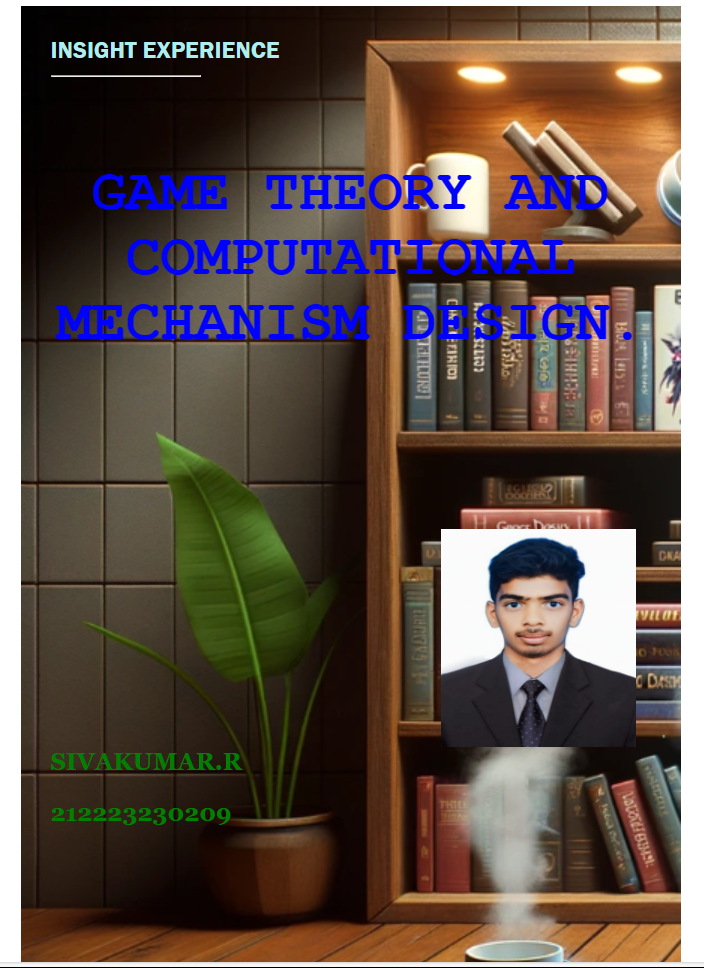 INSIGHT EXPERIENCE
GAME THEORY AND
COMPUTATIONAL
MECHANISM DESIGN.
SIVAKUMAR.R
212223230209